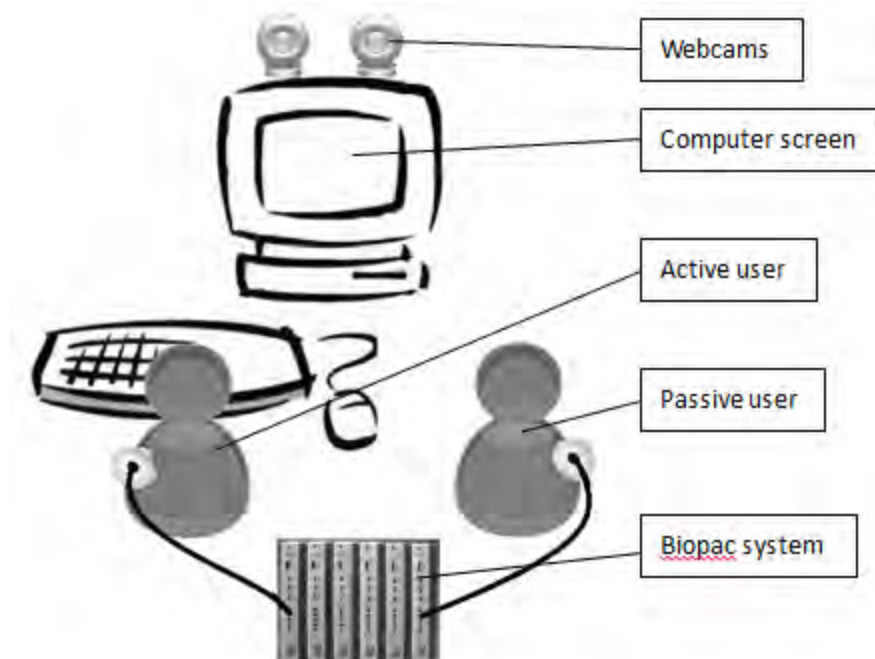 Webcams
Computer screen
Active user
Passive user
Biopac system